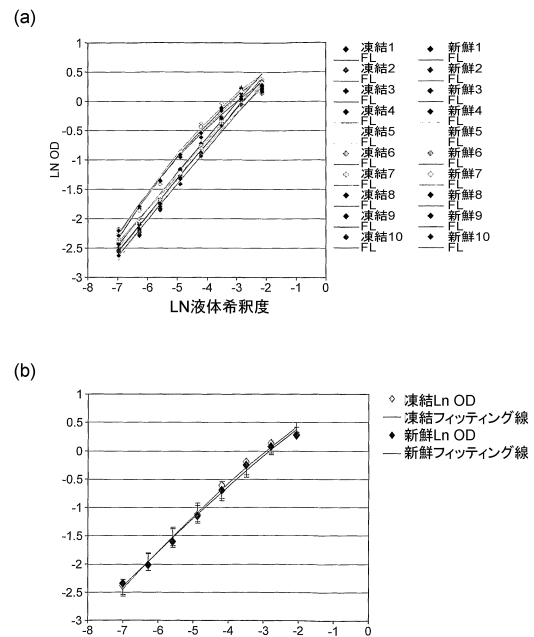 (a)
1
0.5
0
-0.5
-1
-1.5
-2
-2.5
-3
LN OD
-8 -7 -6 -5 -4 -3 -2 -1 0
LN液体希釈度
凍結1 新鮮1
FL FL
凍結2 新鮮2
FL FL
凍結3 新鮮3
FL FL
凍結4 新鮮4
FL FL
凍結5 新鮮5
FL FL
凍結6 新鮮6
FL FL
凍結7 新鮮7
FL FL
凍結8 新鮮8
FL FL
凍結9 新鮮9
FL FL
凍結10 新鮮10
FL FL
(b)
1
0.5
0
-0.5
-1
-1.5
-2
-2.5
-3
-8 -7 -6 -5 -4 -3 -2 -1 0
凍結Ln OD
凍結フィッティング線
新鮮Ln OD
新鮮フィッティング線